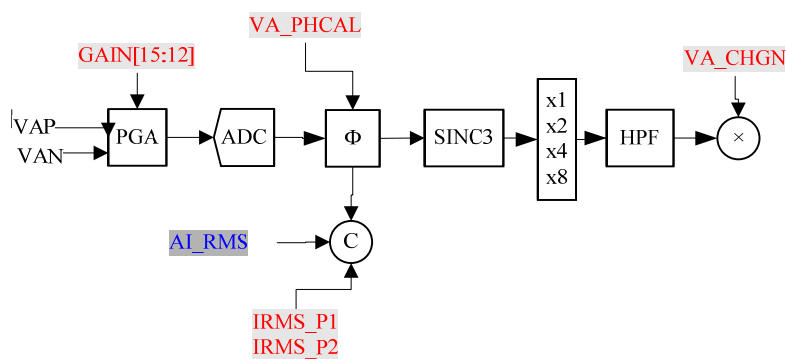 VA_PHCAL
GAIN[15:12]
VA_CHGN
VAP
VAN
PGA
ADC
Φ
SINC3
x1
x2
x4
x8
HPF
×
AI_RMS
C
IRMS_P1
IRMS_P2